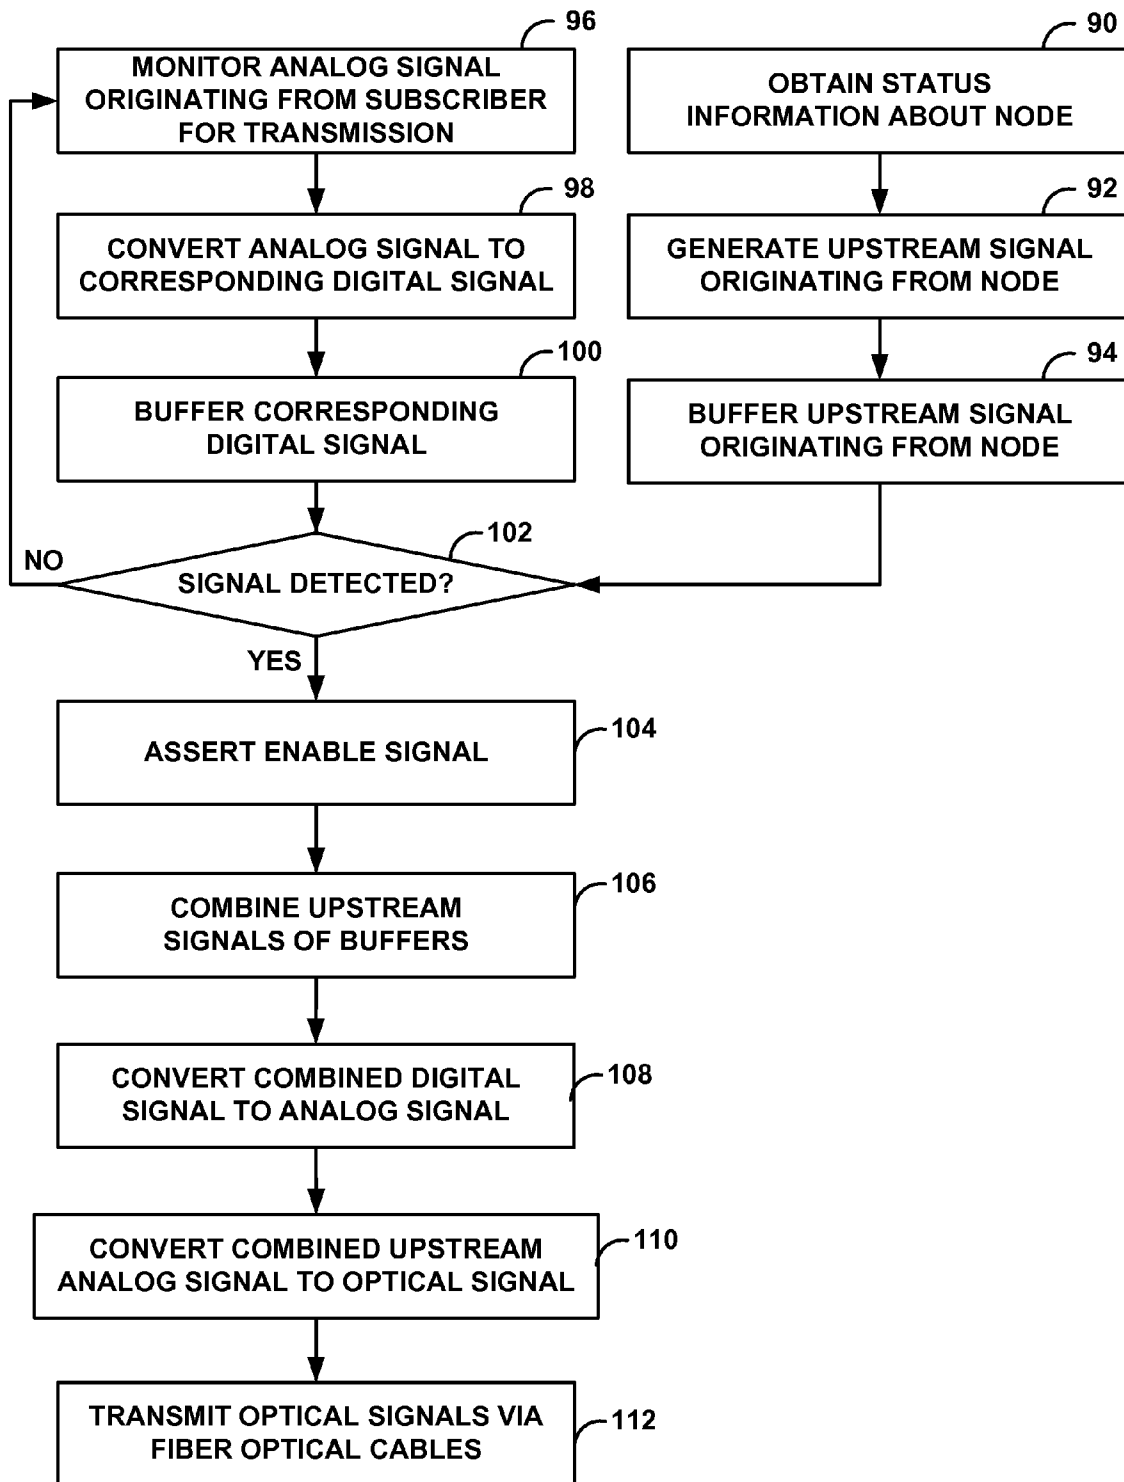 96
MONITOR ANALOG SIGNAL
ORIGINATING FROM SUBSCRIBER
FOR TRANSMISSION
90
OBTAIN STATUS
INFORMATION ABOUT NODE
98
CONVERT ANALOG SIGNAL TO
CORRESPONDING DIGITAL SIGNAL
92
GENERATE UPSTREAM SIGNAL
ORIGINATING FROM NODE
100
BUFFER CORRESPONDING
DIGITAL SIGNAL
94
BUFFER UPSTREAM SIGNAL
ORIGINATING FROM NODE
102
NO
SIGNAL DETECTED?
YES
104
ASSERT ENABLE SIGNAL
106
COMBINE UPSTREAM
SIGNALS OF BUFFERS
108
CONVERT COMBINED DIGITAL
SIGNAL TO ANALOG SIGNAL
110
CONVERT COMBINED UPSTREAM
ANALOG SIGNAL TO OPTICAL SIGNAL
112
TRANSMIT OPTICAL SIGNALS VIA
FIBER OPTICAL CABLES